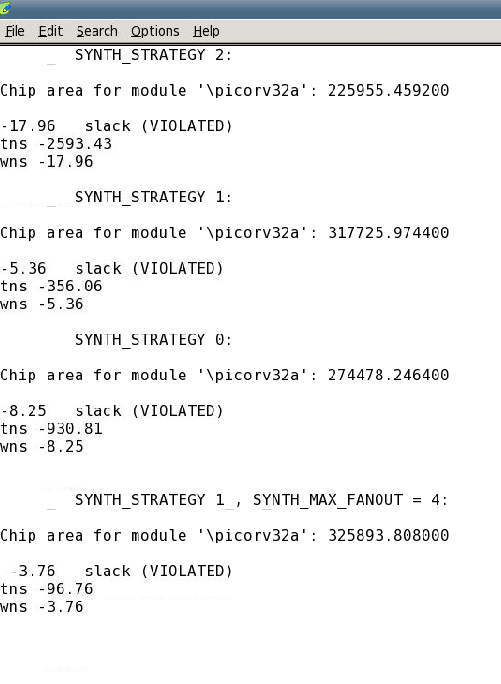 File Edit Search Options Help
_ SYNTH_STRATEGY 2:
Chip area for module '\picorv32a': 225955.459200
-17.96 slack (VIOLATED)
tns -2593.43
wns -17.96
SYNTH_STRATEGY 1:
Chip area for module '\picorv32a': 317725.974400
-5.36 slack (VIOLATED)
tns -356.06
wns -5.36
SYNTH_STRATEGY 0:
Chip area for module '\picorv32a': 274478.246400
-8.25 slack (VIOLATED)
tns -930.81
wns -8.25
_ SYNTH_STRATEGY 1_, SYNTH_MAX_FANOUT = 4:
Chip area for module '\picorv32a': 325893.808000
-3.76 slack (VIOLATED)
tns -96.76
wns -3.76